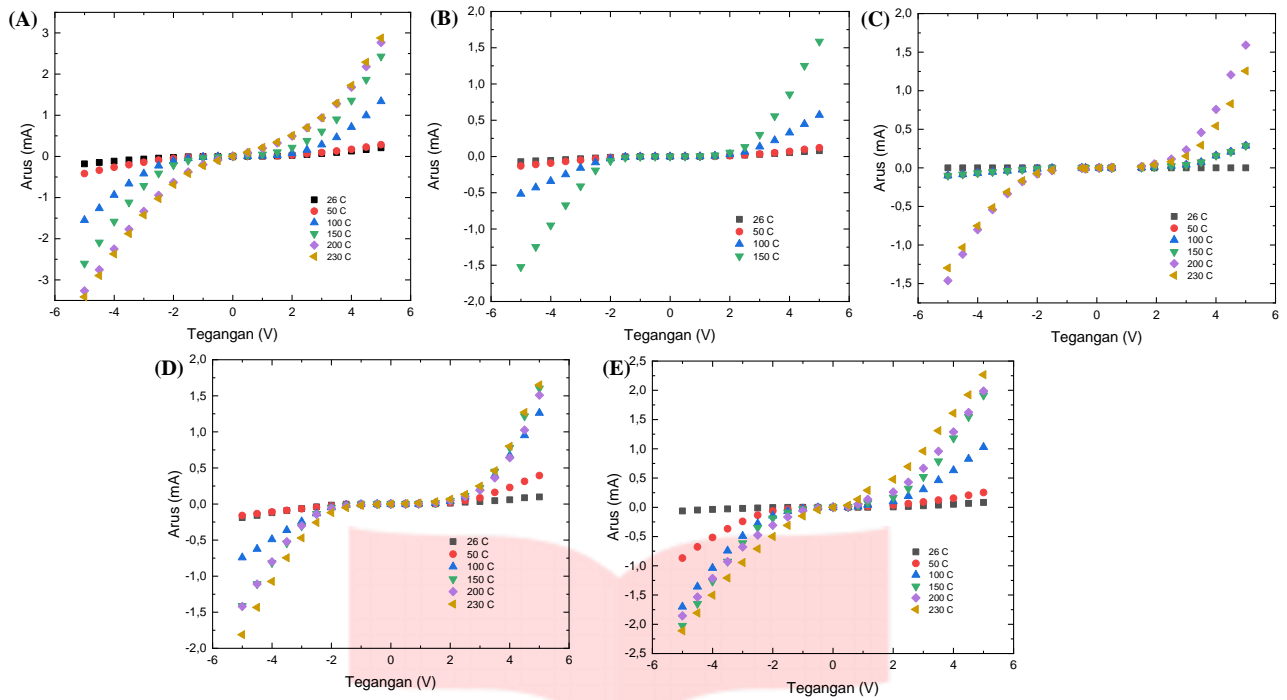 (A)
3
2
1
0
-1
-2
-3
Arus (mA)
26 C
50 C
100 C
150 C
200 C
230 C
-6 -4 -2 0 2 4 6
Tegangan (V)
(B)
2,0
1,5
1,0
0,5
0,0
-0,5
-1,0
-1,5
-2,0
Arus (mA)
26 C
50 C
100 C
150 C
-6 -4 -2 0 2 4 6
Tegangan (V)
(C)
2,0
1,5
1,0
0,5
0,0
-0,5
-1,0
-1,5
Arus (mA)
26 C
50 C
100 C
150 C
200 C
230 C
-6 -4 -2 0 2 4 6
Tegangan (V)
(D)
2,0
1,5
1,0
0,5
0,0
-0,5
-1,0
-1,5
-2,0
Arus (mA)
26 C
50 C
100 C
150 C
200 C
230 C
-6 -4 -2 0 2 4 6
Tegangan (V)
(E)
2,5
2,0
1,5
1,0
0,5
0,0
-0,5
-1,0
-1,5
-2,0
-2,5
Arus (mA)
26 C
50 C
100 C
150 C
200 C
230 C
-6 -4 -2 0 2 4 6
Tegangan (V)